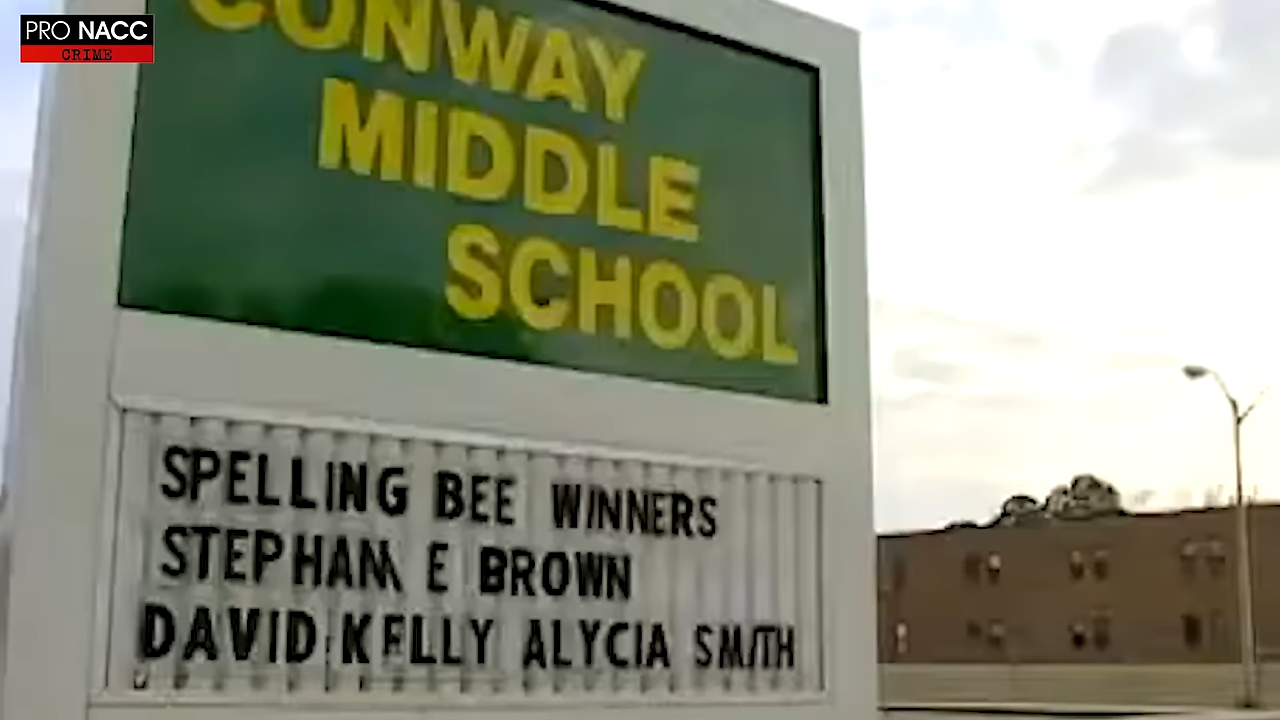 PRO NACC
CRIME
CONWAY
MIDDLE
SCHOOL
SPELLING BEE WINNERS
STEPHAN E BROWN
DAVID KELLY ALYCIA SMITH